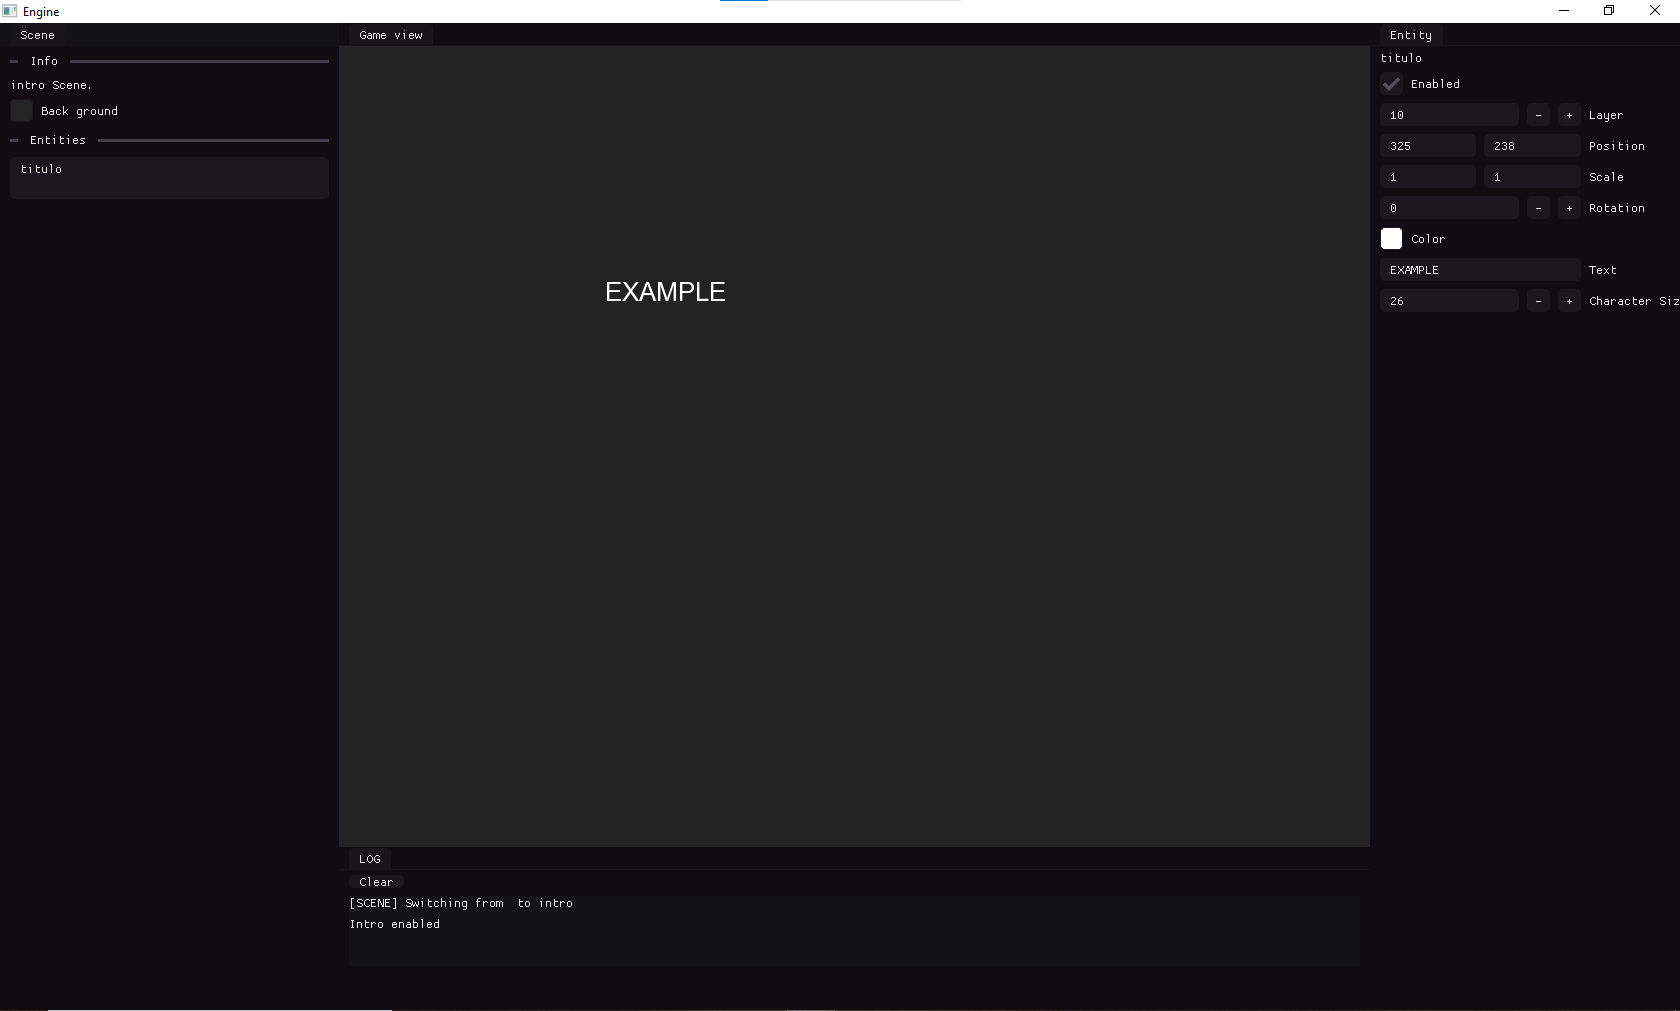 Engine
Scene
Info
intro Scene.
Back ground
Entities
titulo
Game view
EXAMPLE
LOG
Clear
[SCENE] Switching from  to intro
Intro enabled
Entity
titulo
Enabled
10 - + Layer
325 238 Position
1 1 Scale
0 - + Rotation
Color
EXAMPLE Text
26 - + Character Siz